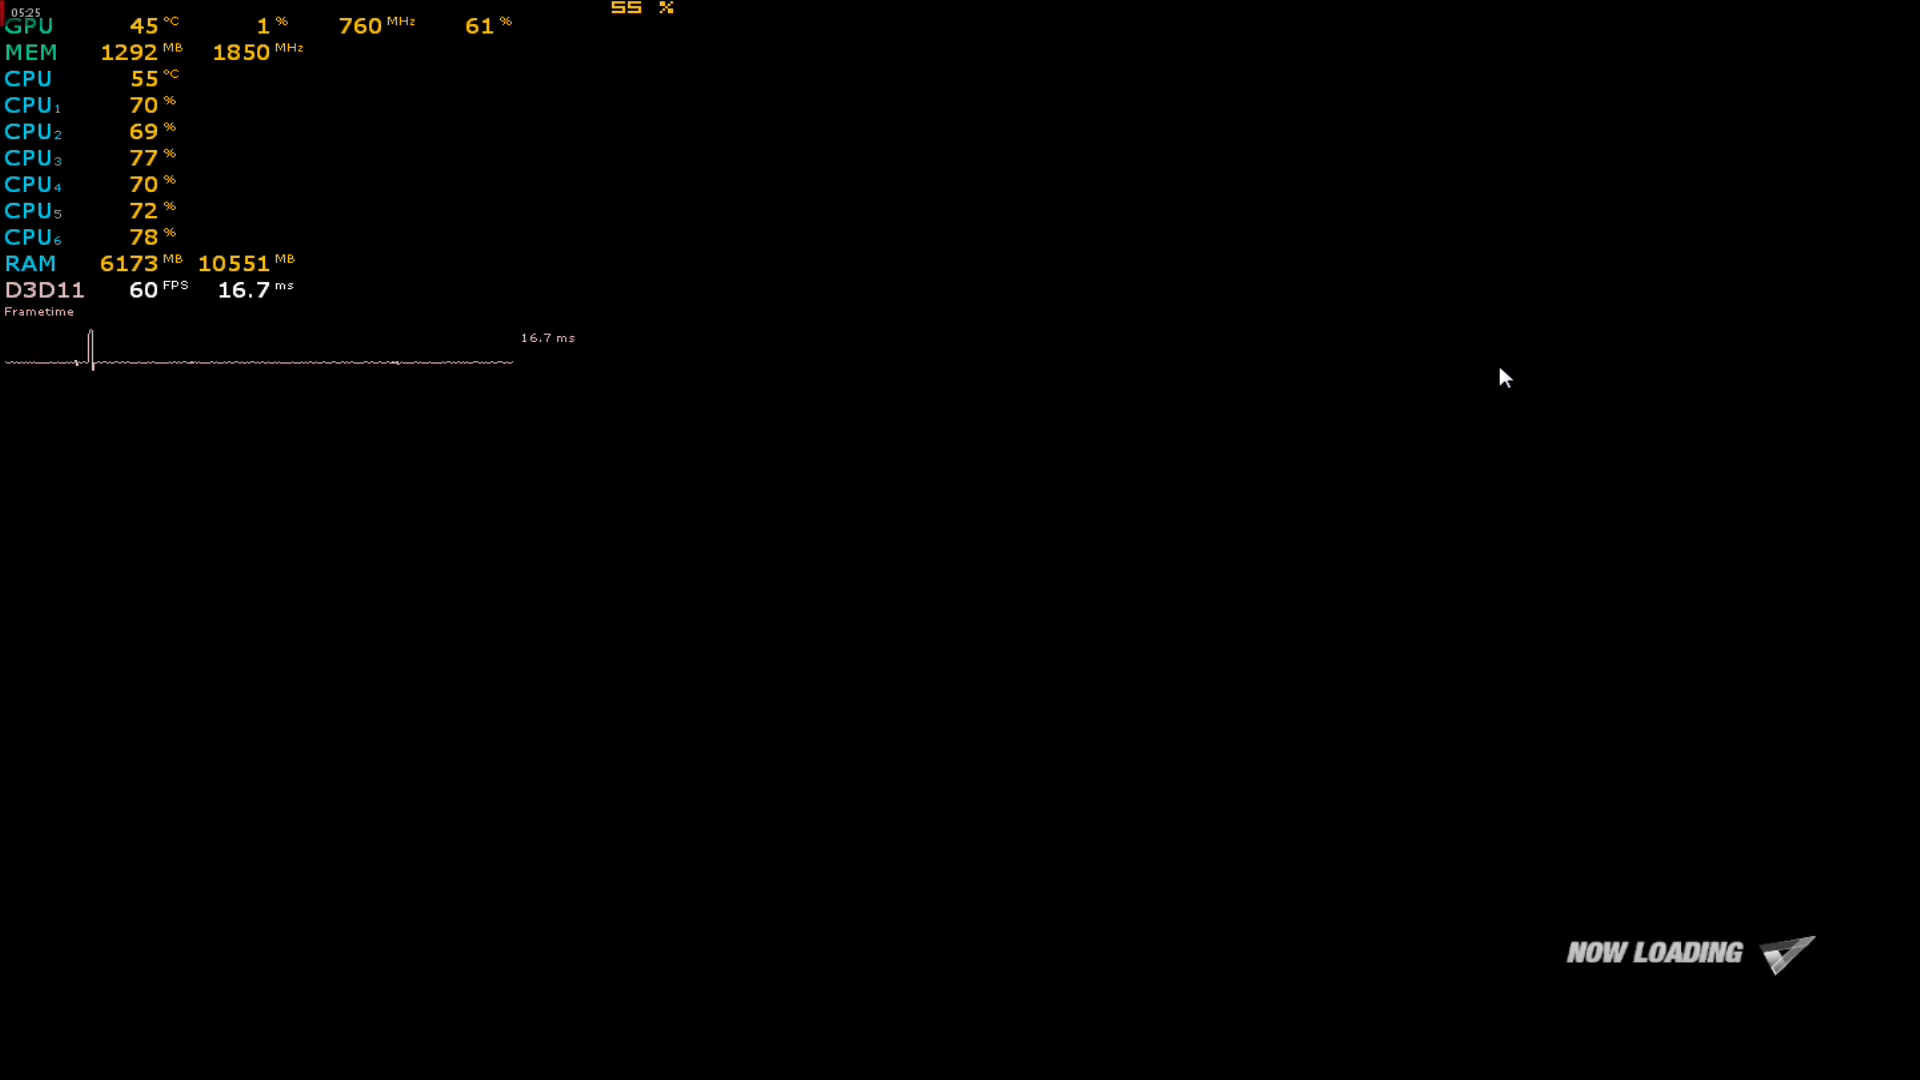 05:25
55 %
GPU 45 °C 1 % 760 MHz 61 %
MEM 1292 MB 1850 MHz
CPU 55 °C
CPU1 70 %
CPU2 69 %
CPU3 77 %
CPU4 70 %
CPU5 72 %
CPU6 78 %
RAM 6173 MB 10551 MB
D3D11 60 FPS 16.7 ms
Frametime
16.7 ms
NOW LOADING